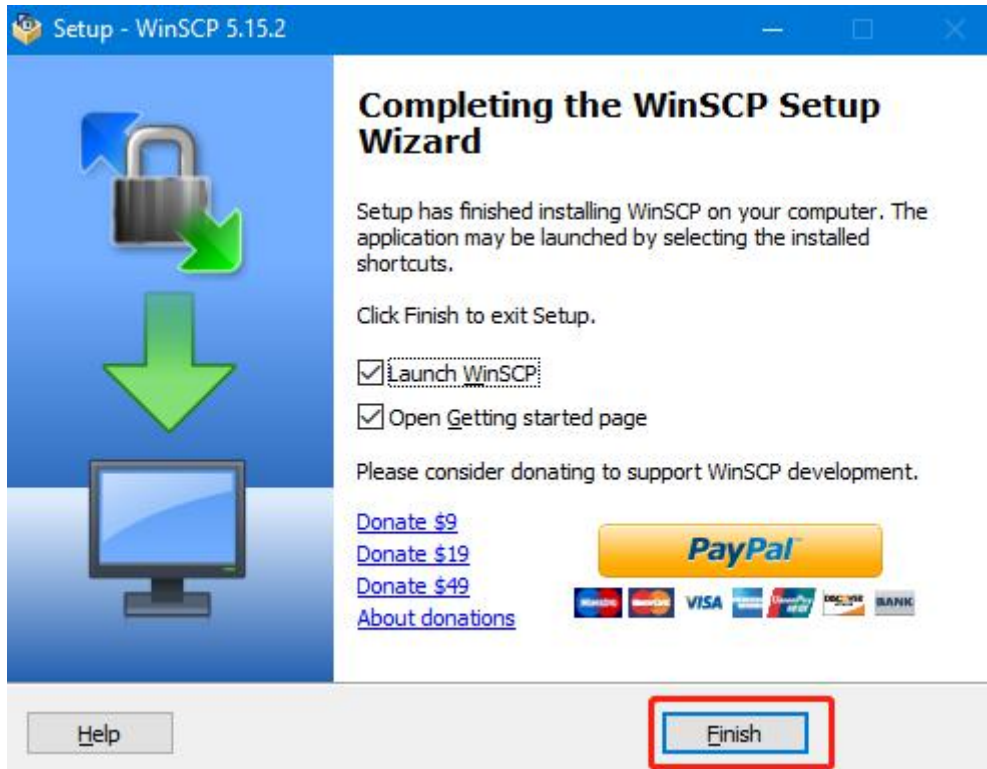 Setup - WinSCP 5.15.2
Completing the WinSCP Setup
Wizard
Setup has finished installing WinSCP on your computer. The
application may be launched by selecting the installed
shortcuts.
Click Finish to exit Setup.
Launch WinSCP
Open Getting started page
Please consider donating to support WinSCP development.
Donate $9
Donate $19
Donate $49
About donations
PayPal
VISA
DISCOVER
BANK
Help
Finish